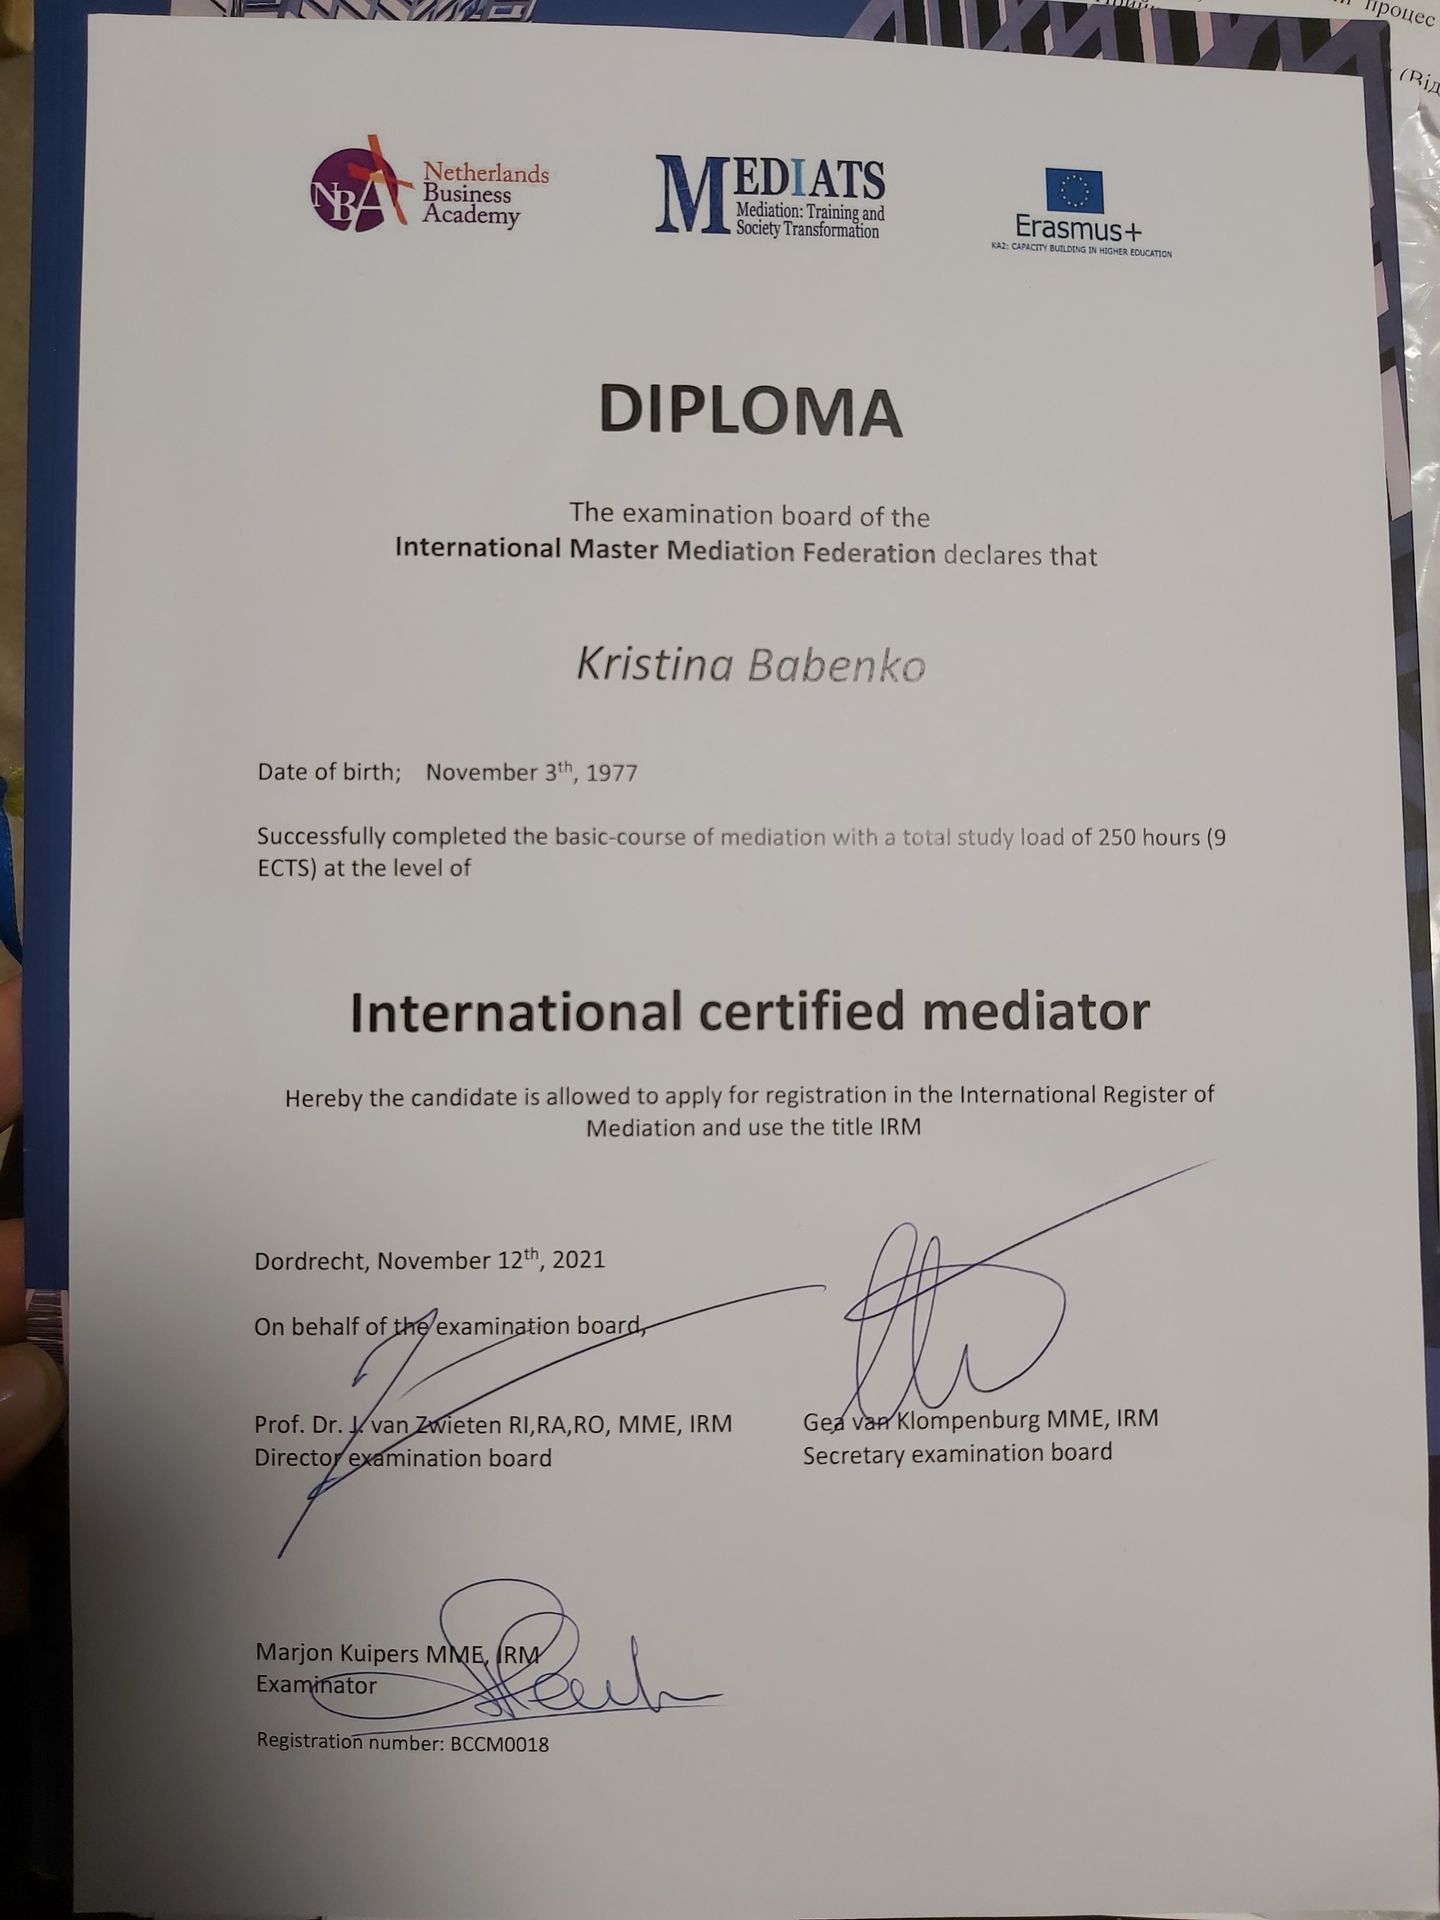 процес
(Від
NBA Netherlands
Business
Academy
MEDIATS
Mediation: Training and
Society Transformation
Erasmus+
KA2: CAPACITY BUILDING IN HIGHER EDUCATION
DIPLOMA
The examination board of the
International Master Mediation Federation declares that
Kristina Babenko
Date of birth; November 3th, 1977
Successfully completed the basic-course of mediation with a total study load of 250 hours (9
ECTS) at the level of
International certified mediator
Hereby the candidate is allowed to apply for registration in the International Register of
Mediation and use the title IRM
Dordrecht, November 12th, 2021
On behalf of the examination board,
Prof. Dr. J. van Zwieten RI,RA,RO, MME, IRM
Director examination board
Gea van Klompenburg MME, IRM
Secretary examination board
Marjon Kuipers MME, IRM
Examinator
Registration number: BCCM0018